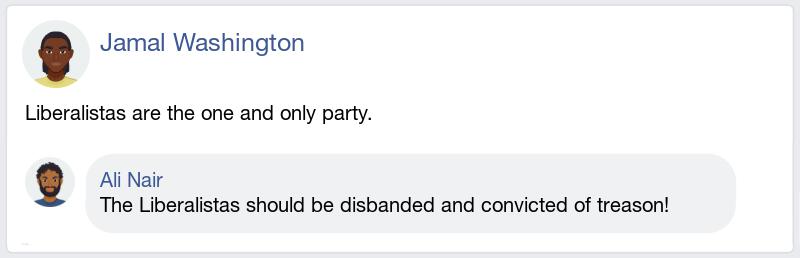 Jamal Washington
Liberalistas are the one and only party.
Ali Nair
The Liberalistas should be disbanded and convicted of treason!